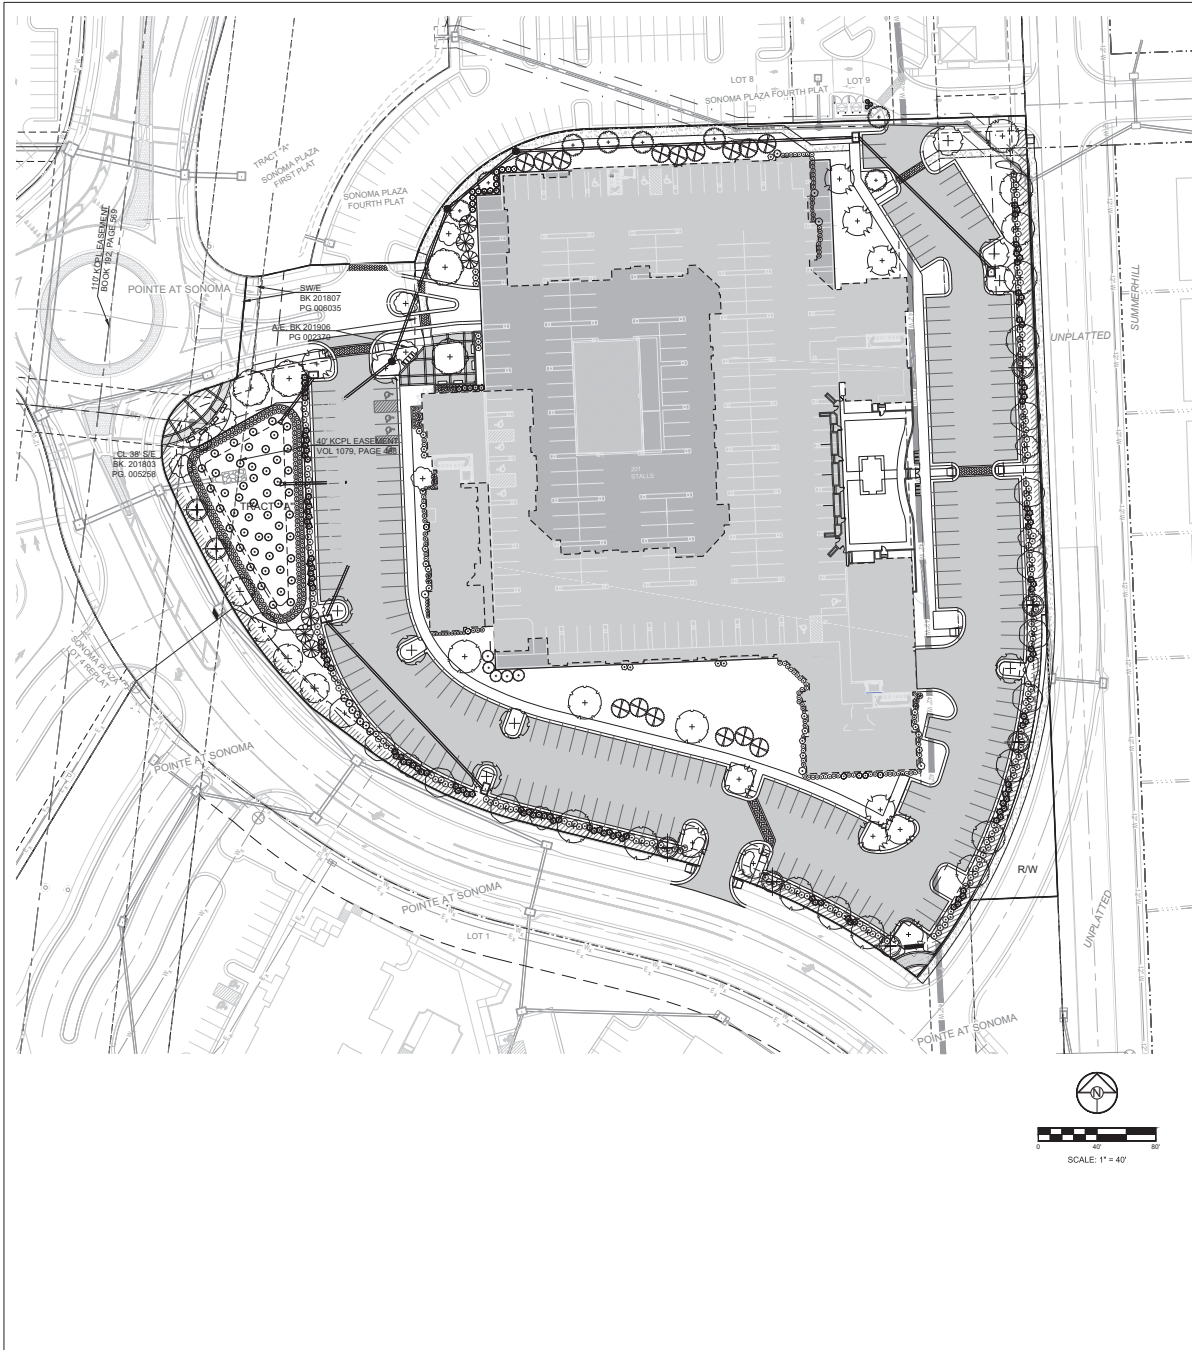 LOT 8
LOT 9
SONOMA PLAZA FOURTH PLAT
TRACT "A"
SONOMA PLAZA
FIRST PLAT
SONOMA PLAZA
FOURTH PLAT
110' KCPL EASEMENT
BOOK 192, PAGE 569
POINTE AT SONOMA
SW/E
BK 201807
PG 006035
A/E, BK 201906
PG 002370
SUMMERHILL
UNPLATTED
40' KCPL EASEMENT
VOL 1079, PAGE 488
CL 38' S/E
BK. 201803
PG. 005258
201
STALLS
TRACT "A"
SONOMA PLAZA
LOT 4 REPLAT
POINTE AT SONOMA
R/W
POINTE AT SONOMA
LOT 1
UNPLATTED
POINTE AT SONOMA
N
0 40' 80'
SCALE: 1" = 40'